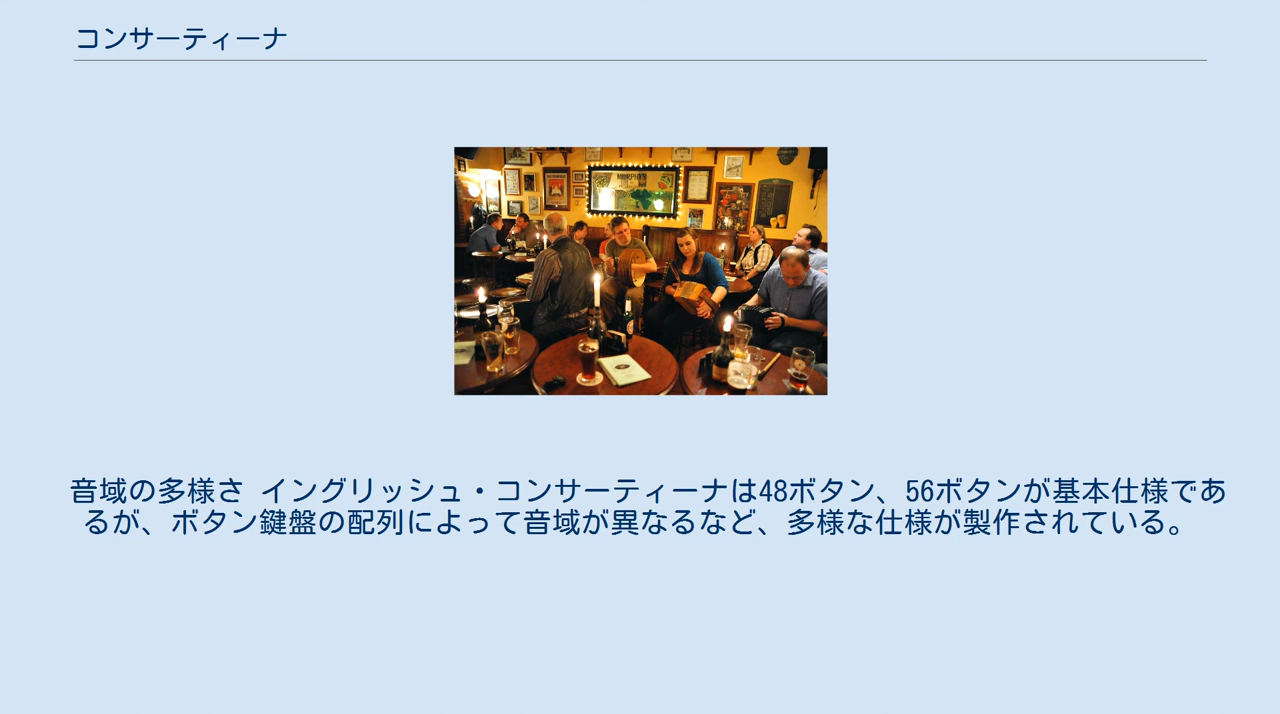 コンサーティーナ
MURPHY'S
音域の多様さ イングリッシュ・コンサーティーナは48ボタン、56ボタンが基本仕様であ
るが、ボタン鍵盤の配列によって音域が異なるなど、多様な仕様が製作されている。